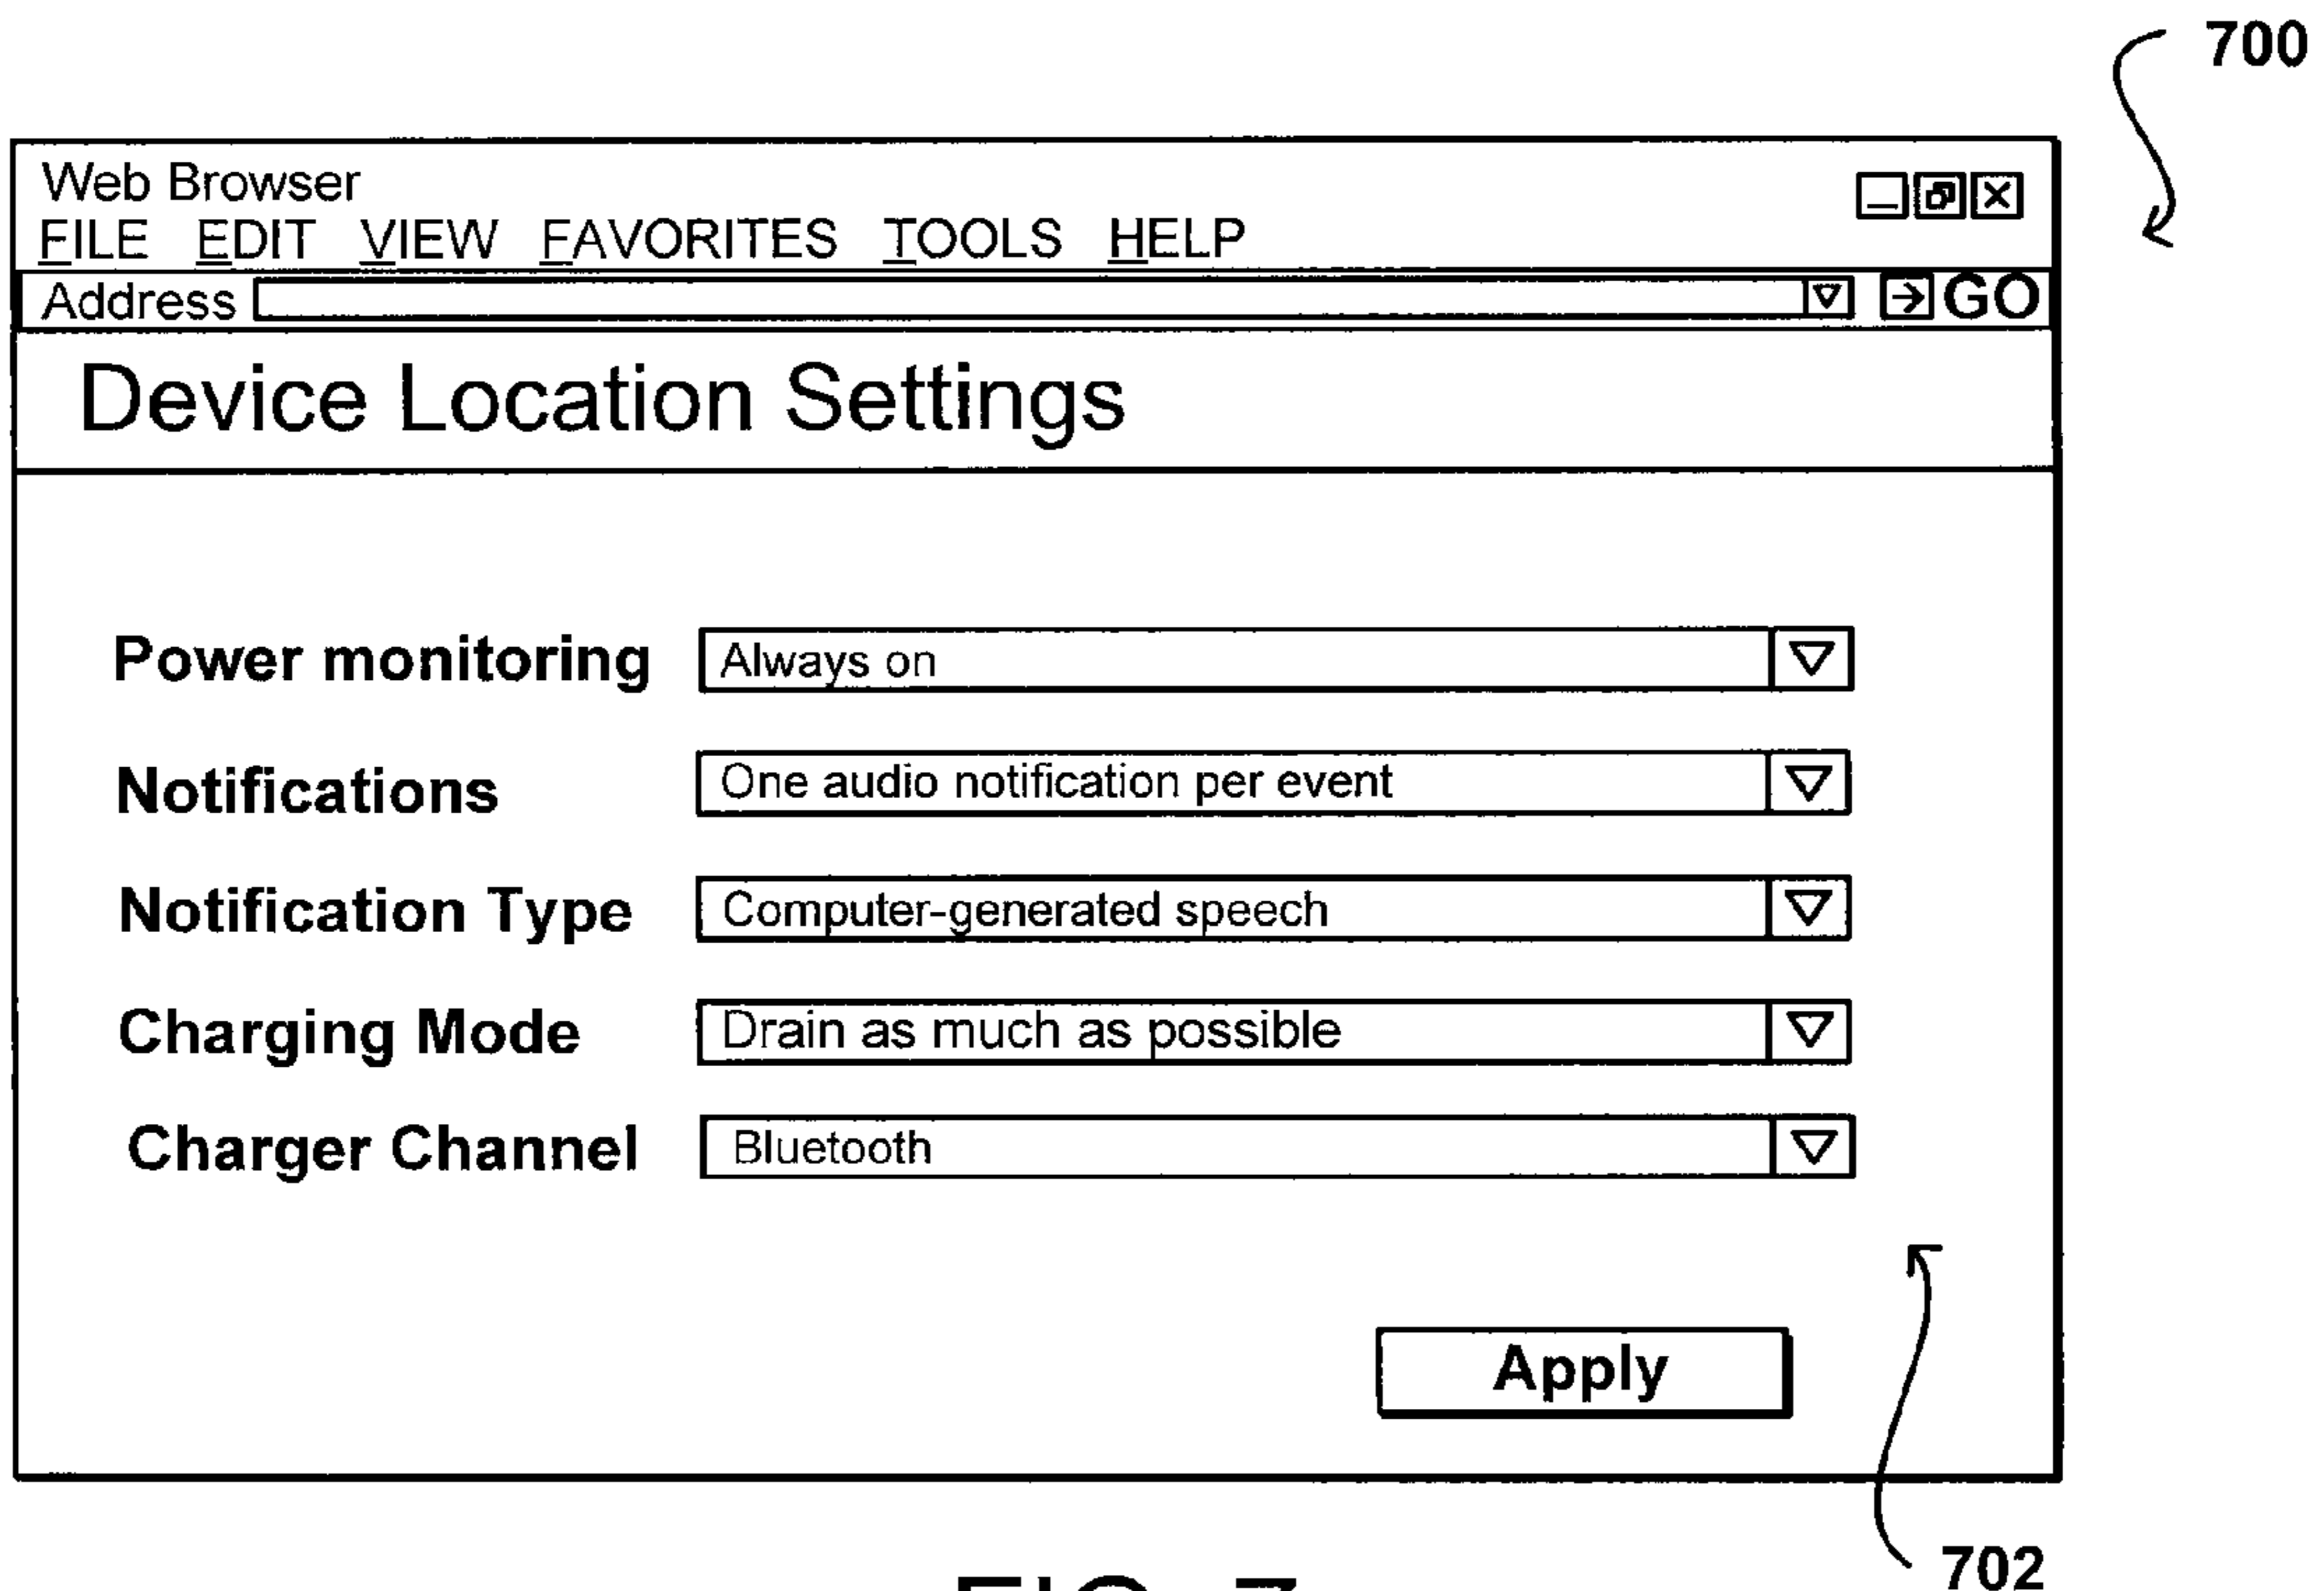 700
Web Browser
FILE EDIT VIEW FAVORITES TOOLS HELP
Address GO
Device Location Settings
Power monitoring Always on
Notifications One audio notification per event
Notification Type Computer-generated speech
Charging Mode Drain as much as possible
Charger Channel Bluetooth
Apply
702